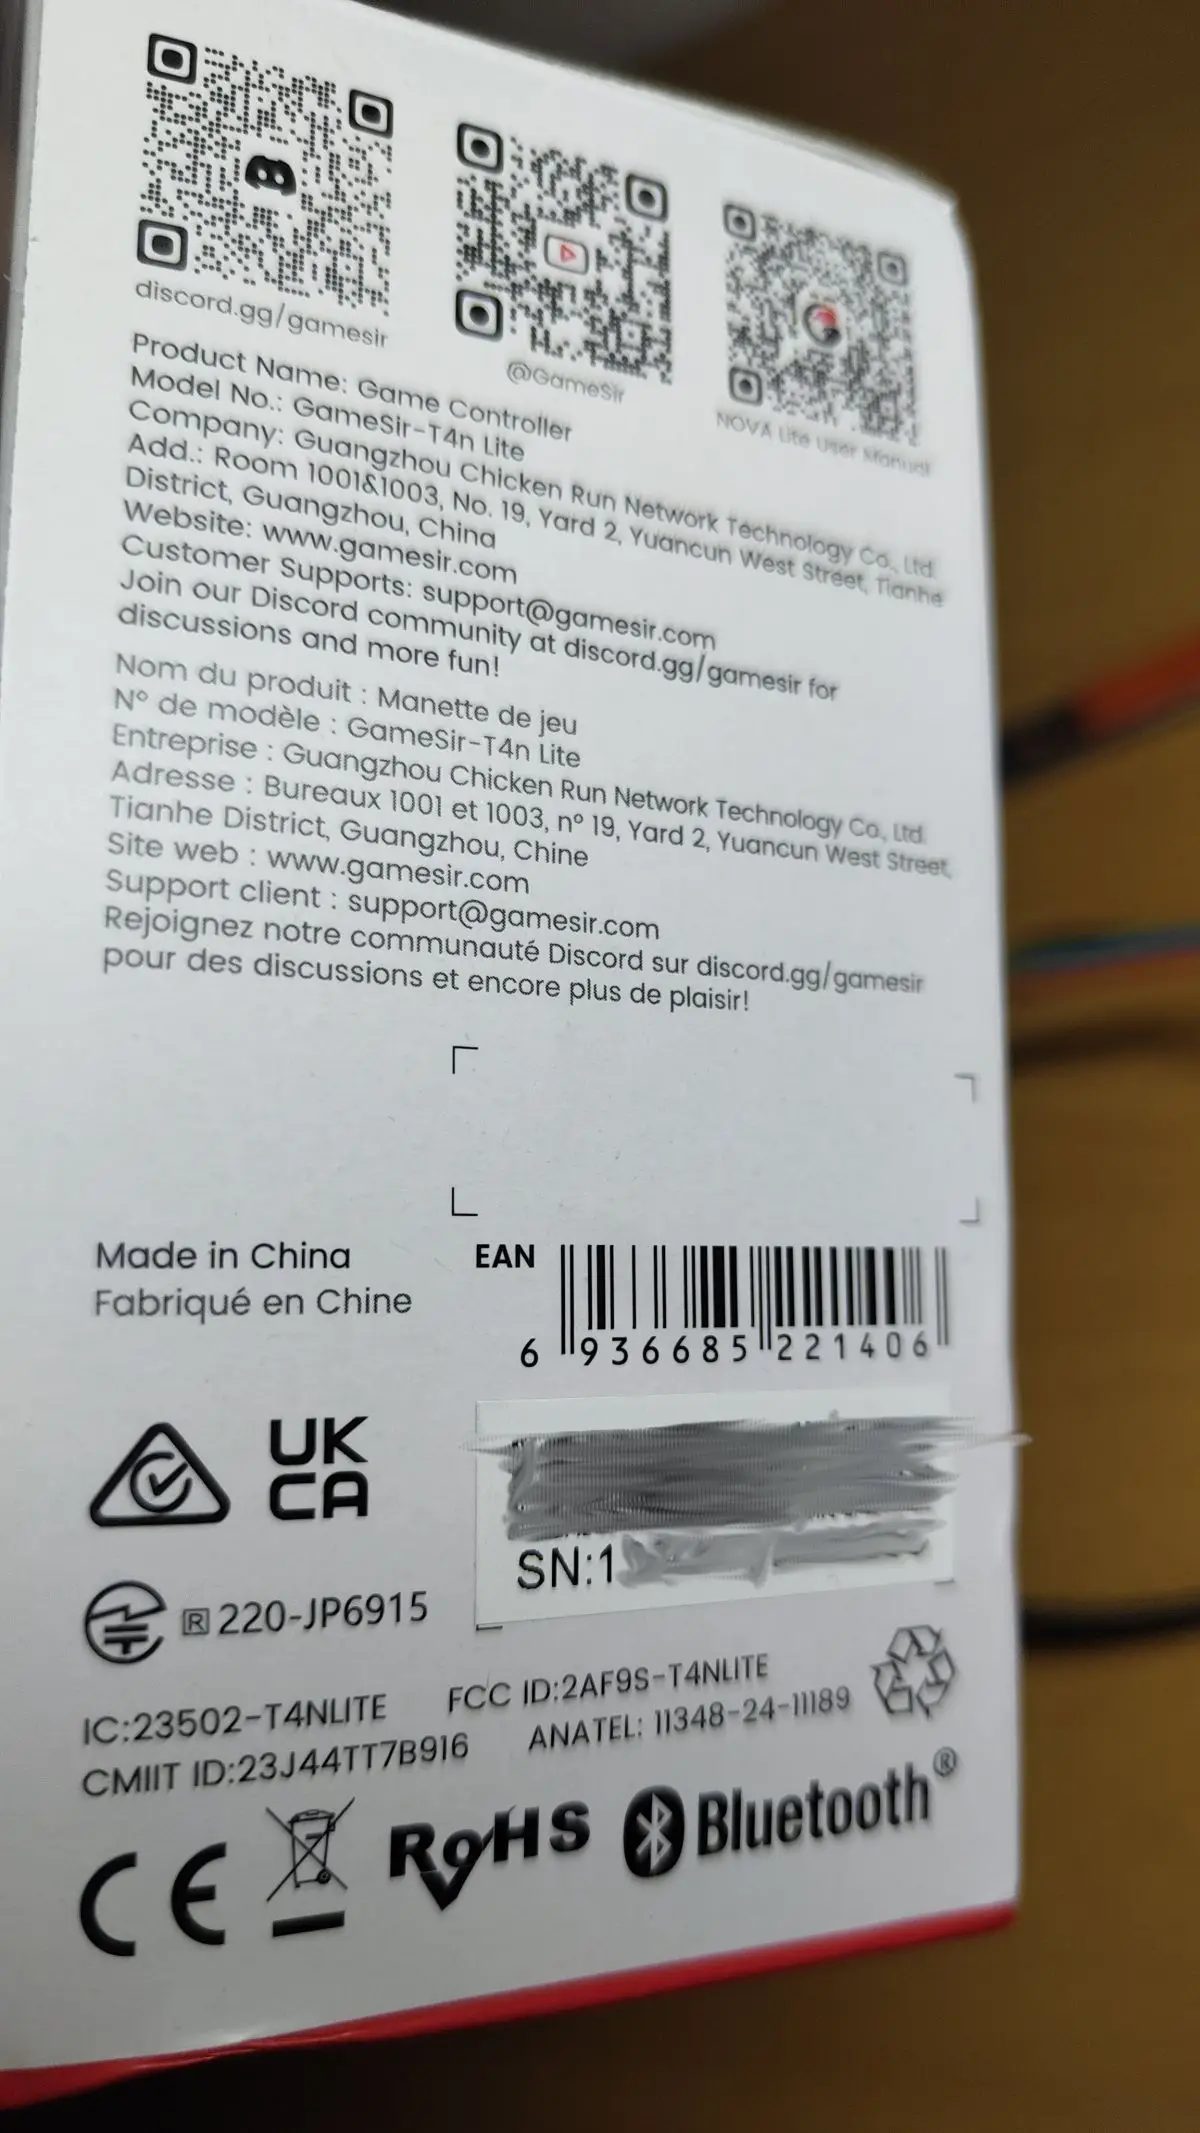 discord.gg/gamesir
@GameSir
NOVA Lite User Manual
Product Name: Game Controller
Model No.: GameSir-T4n Lite
Company: Guangzhou Chicken Run Network Technology Co., Ltd.
Add.: Room 1001&1003, No. 19, Yard 2, Yuancun West Street, Tianhe
District, Guangzhou, China
Website: www.gamesir.com
Customer Supports: support@gamesir.com
Join our Discord community at discord.gg/gamesir for
discussions and more fun!
Nom du produit : Manette de jeu
N° de modèle : GameSir-T4n Lite
Entreprise : Guangzhou Chicken Run Network Technology Co., Ltd.
Adresse : Bureaux 1001 et 1003, n° 19, Yard 2, Yuancun West Street,
Tianhe District, Guangzhou, Chine
Site web : www.gamesir.com
Support client : support@gamesir.com
Rejoignez notre communauté Discord sur discord.gg/gamesir
pour des discussions et encore plus de plaisir!
Made in China
Fabriqué en Chine
EAN
6 936685 221406
UK
CA
SN:1
R 220-JP6915
IC:23502-T4NLITE FCC ID:2AF9S-T4NLITE
CMIIT ID:23J44TT7B916 ANATEL: 11348-24-11189
CE RoHS Bluetooth®